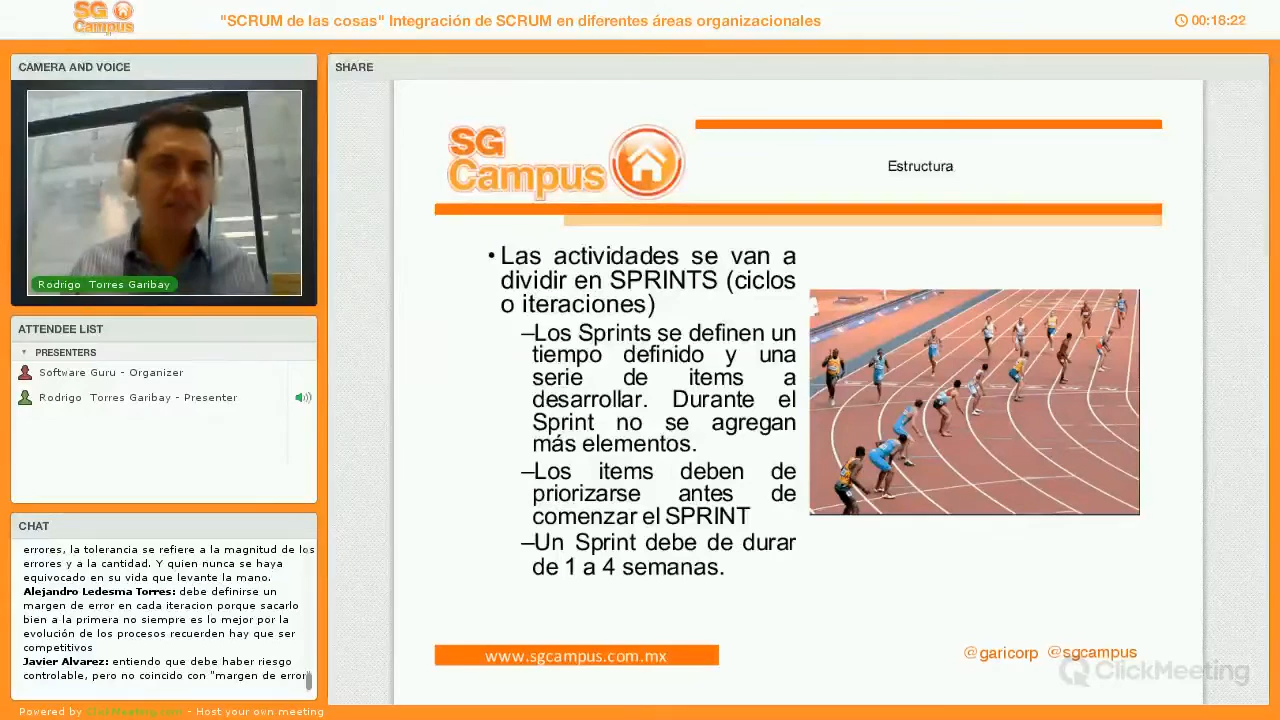 SG
Campus
"SCRUM de las cosas" Integración de SCRUM en diferentes áreas organizacionales
00:18:22
CAMERA AND VOICE
Rodrigo Torres Garibay
ATTENDEE LIST
PRESENTERS
Software Guru - Organizer
Rodrigo Torres Garibay - Presenter
CHAT
errores, la tolerancia se refiere a la magnitud de los
errores y a la cantidad. Y quien nunca se haya
equivocado en su vida que levante la mano.
Alejandro Ledesma Torres: debe definirse un
margen de error en cada iteracion porque sacarlo
bien a la primera no siempre es lo mejor por la
evolución de los procesos recuerden hay que ser
competitivos
Javier Alvarez: entiendo que debe haber riesgo
controlable, pero no coincido con "margen de error"
Powered by ClickMeeting.com - Host your own meeting
SHARE
SG
Campus
Estructura
• Las actividades se van a
dividir en SPRINTS (ciclos
o iteraciones)
–Los Sprints se definen un
tiempo definido y una
serie de items a
desarrollar. Durante el
Sprint no se agregan
más elementos.
–Los items deben de
priorizarse antes de
comenzar el SPRINT
–Un Sprint debe de durar
de 1 a 4 semanas.
www.sgcampus.com.mx
@garicorp @sgcampus
ClickMeeting